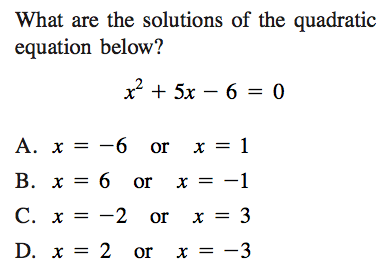 What are the solutions of the quadratic
equation below?
x² + 5x − 6 = 0
A. x = −6 or x = 1
B. x = 6 or x = −1
C. x = −2 or x = 3
D. x = 2 or x = −3